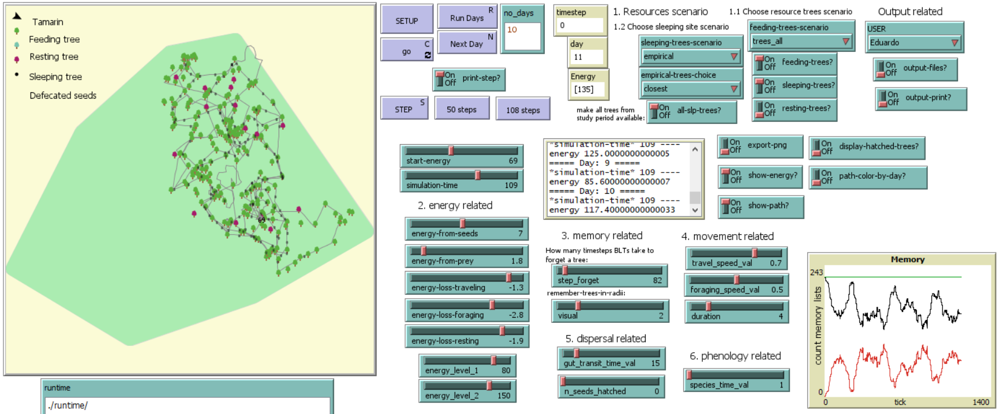 Tamarin
Feeding tree
Resting tree
Sleeping tree
Defecated seeds
69
runtime
./runtime/
SETUP
R
Run Days
C
go
N
Next Day
no_days
10
On
Off
print-step?
S
STEP
50 steps
108 steps
timestep
0
day
11
Energy
[135]
1. Resources scenario
1.1 Choose resource trees scenario
Output related
1.2 Choose sleeping site scenario
sleeping-trees-scenario
empirical
empirical-trees-choice
closest
make all trees from
study period available:
On
Off
all-slp-trees?
feeding-trees-scenario
trees_all
On
Off
feeding-trees?
On
Off
sleeping-trees?
On
Off
resting-trees?
USER
Eduardo
On
Off
output-files?
On
Off
output-print?
start-energy 69
simulation-time 109
2. energy related
energy-from-seeds 7
energy-from-prey 1.8
energy-loss-traveling -1.3
energy-loss-foraging -2.8
energy-loss-resting -1.9
energy_level_1 80
energy_level_2 150
*simulation-time* 109 ----
energy 125.0000000000005
===== Day: 9 =====
*simulation-time* 109 ----
energy 85.60000000000007
===== Day: 10 =====
*simulation-time* 109 ----
energy 117.40000000000033
On
Off
export-png
On
Off
display-hatched-trees?
On
Off
show-energy?
On
Off
path-color-by-day?
On
Off
show-path?
3. memory related
How many timesteps BLTs take to
forget a tree:
step_forget 82
remember-trees-in-radii:
visual 2
4. movement related
travel_speed_val 0.7
foraging_speed_val 0.5
duration 4
5. dispersal related
gut_transit_time_val 15
n_seeds_hatched 0
6. phenology related
species_time_val 1
Memory
243
count memory lists
0
0
tick
1400